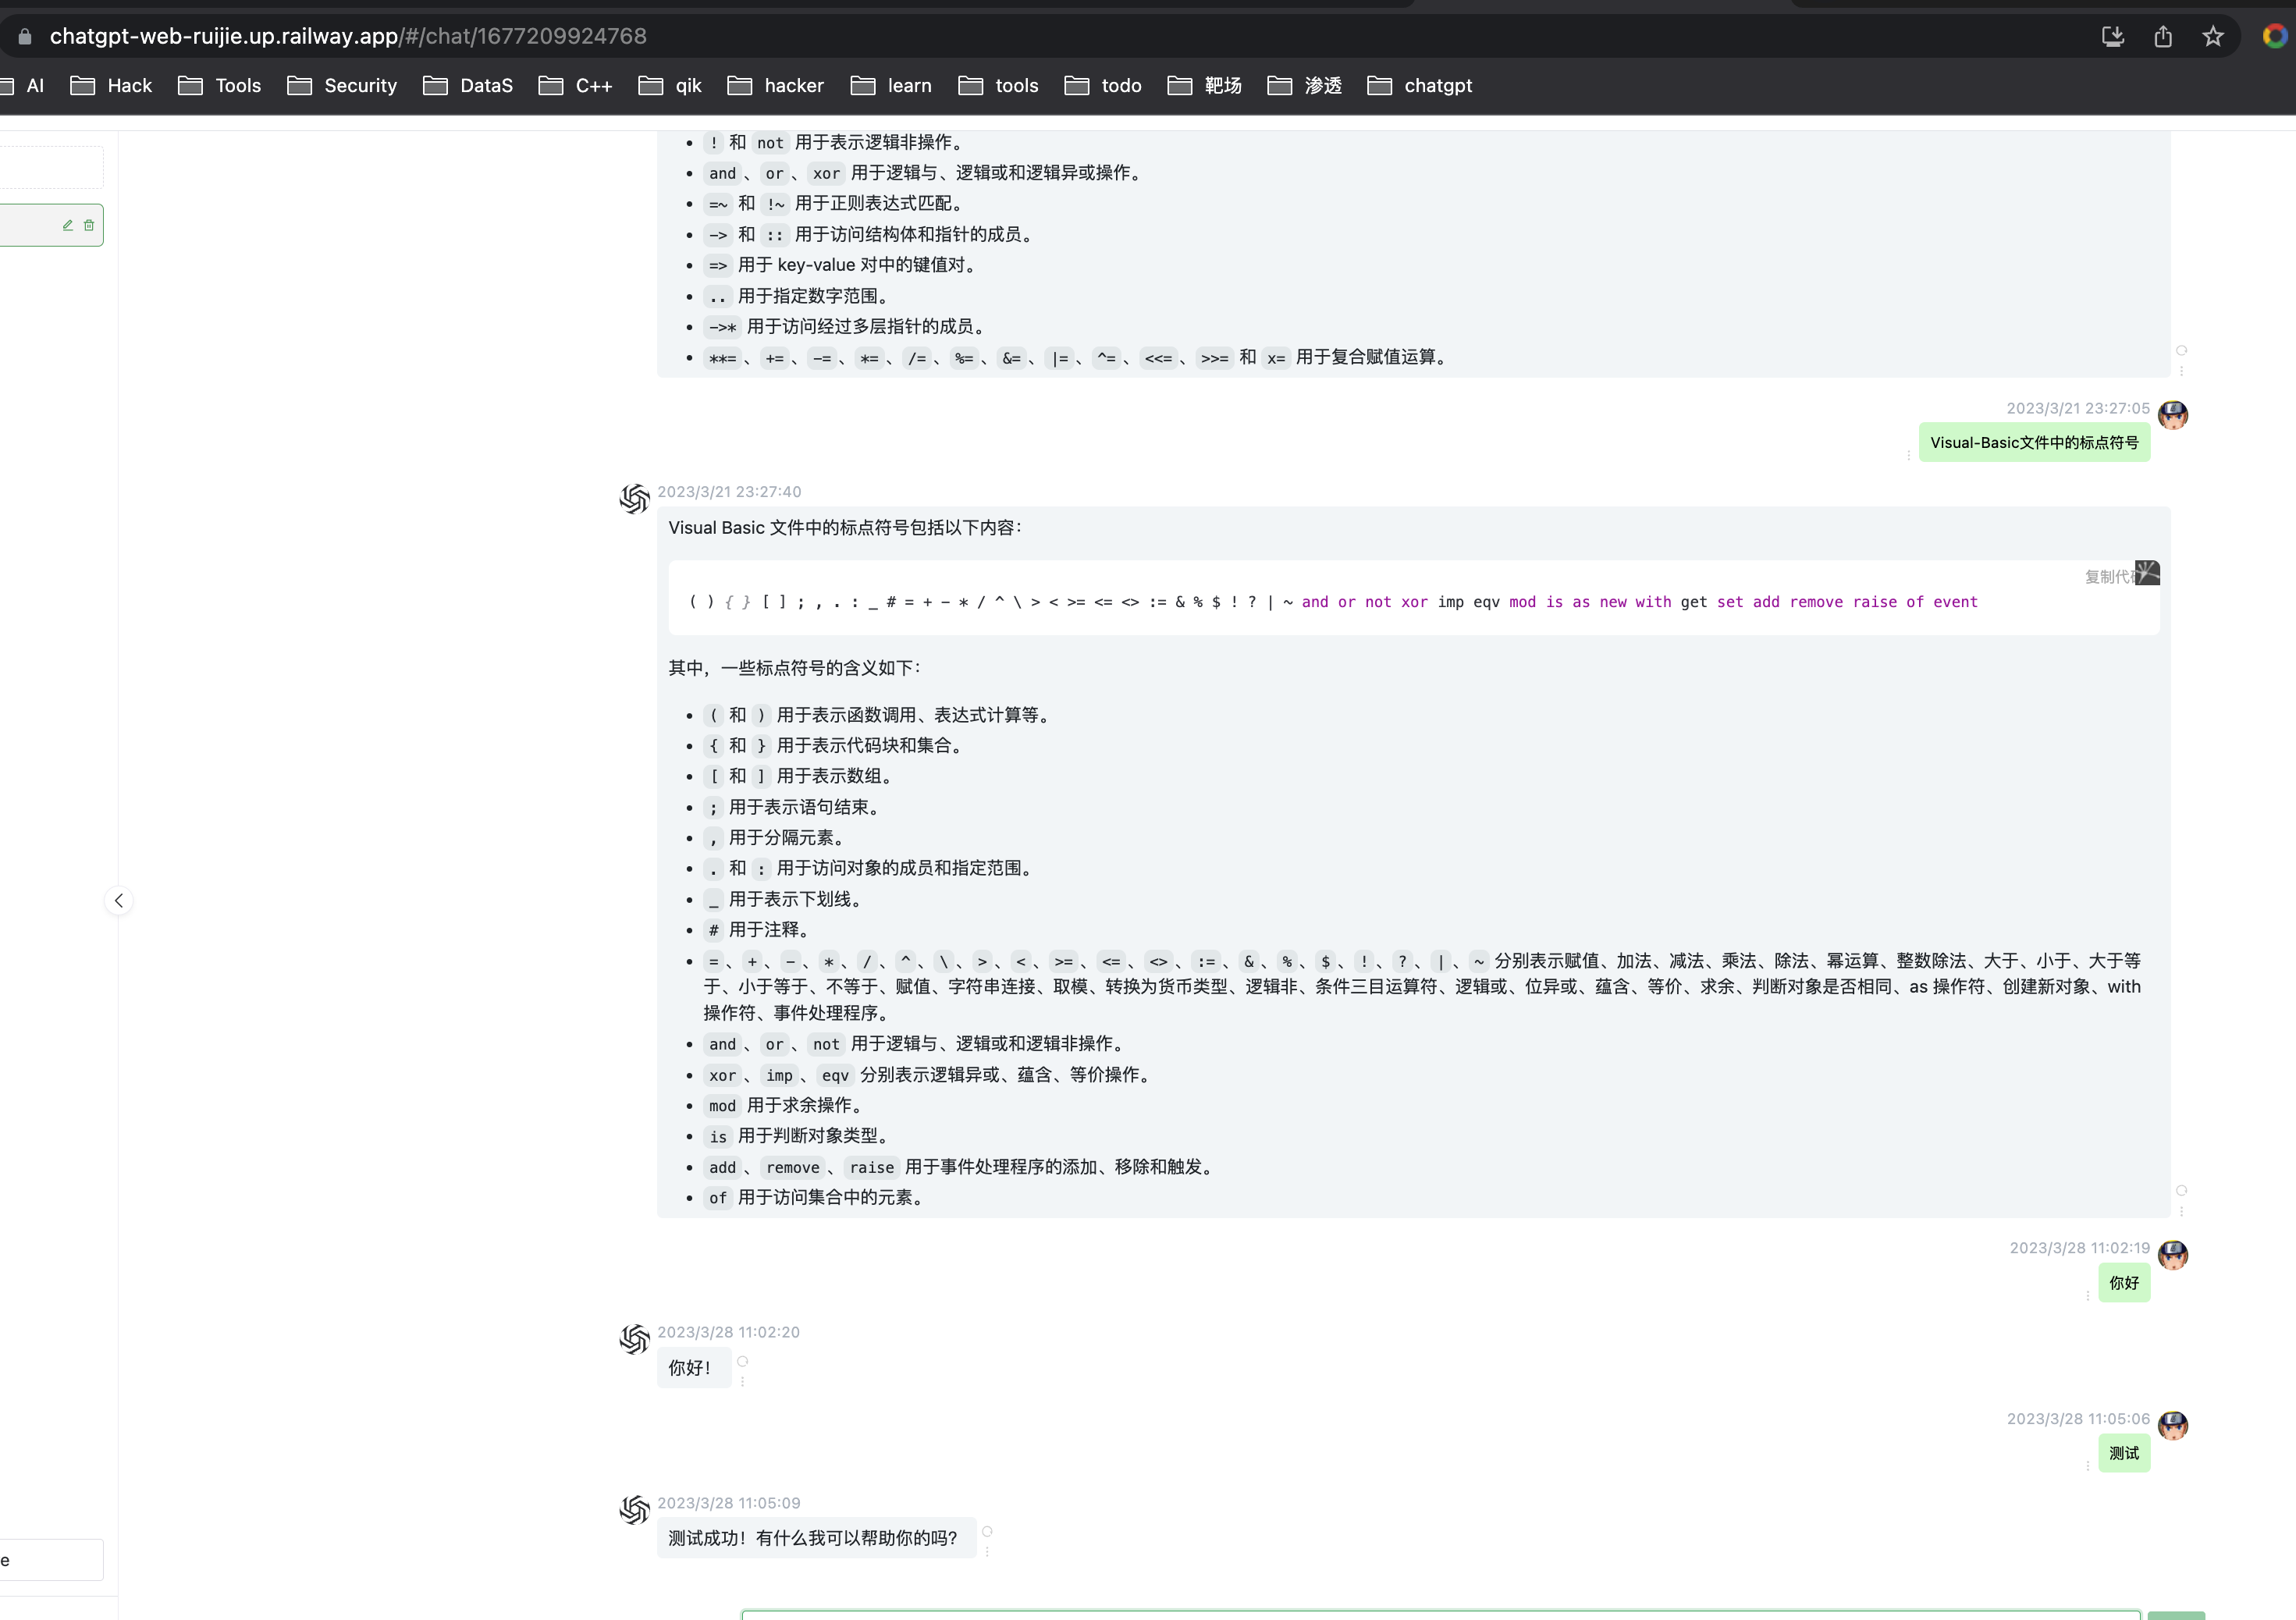 chatgpt-web-ruijie.up.railway.app/#/chat/1677209924768
AI Hack Tools Security DataS C++ qik hacker learn tools todo 靶场 渗透 chatgpt
! 和 not 用于表示逻辑非操作。
and 、 or 、 xor 用于逻辑与、逻辑或和逻辑异或操作。
=~ 和 !~ 用于正则表达式匹配。
-> 和 :: 用于访问结构体和指针的成员。
=> 用于 key-value 对中的键值对。
.. 用于指定数字范围。
->* 用于访问经过多层指针的成员。
**= 、 += 、 -= 、 *= 、 /= 、 %= 、 &= 、 |= 、 ^= 、 <<= 、 >>= 和 x= 用于复合赋值运算。
2023/3/21 23:27:05
Visual-Basic文件中的标点符号
2023/3/21 23:27:40
Visual Basic 文件中的标点符号包括以下内容：
复制代
( ) { } [ ] ; , . : _ # = + - * / ^ \ > < >= <= <> := & % $ ! ? | ~ and or not xor imp eqv mod is as new with get set add remove raise of event
其中，一些标点符号的含义如下：
( 和 ) 用于表示函数调用、表达式计算等。
{ 和 } 用于表示代码块和集合。
[ 和 ] 用于表示数组。
; 用于表示语句结束。
, 用于分隔元素。
. 和 : 用于访问对象的成员和指定范围。
_ 用于表示下划线。
# 用于注释。
= 、 + 、 - 、 * 、 / 、 ^ 、 \ 、 > 、 < 、 >= 、 <= 、 <> 、 := 、 & 、 % 、 $ 、 ! 、 ? 、 | 、 ~ 分别表示赋值、加法、减法、乘法、除法、幂运算、整数除法、大于、小于、大于等
于、小于等于、不等于、赋值、字符串连接、取模、转换为货币类型、逻辑非、条件三目运算符、逻辑或、位异或、蕴含、等价、求余、判断对象是否相同、as 操作符、创建新对象、with
操作符、事件处理程序。
and 、 or 、 not 用于逻辑与、逻辑或和逻辑非操作。
xor 、 imp 、 eqv 分别表示逻辑异或、蕴含、等价操作。
mod 用于求余操作。
is 用于判断对象类型。
add 、 remove 、 raise 用于事件处理程序的添加、移除和触发。
of 用于访问集合中的元素。
2023/3/28 11:02:19
你好
2023/3/28 11:02:20
你好！
2023/3/28 11:05:06
测试
2023/3/28 11:05:09
测试成功！有什么我可以帮助你的吗？
e